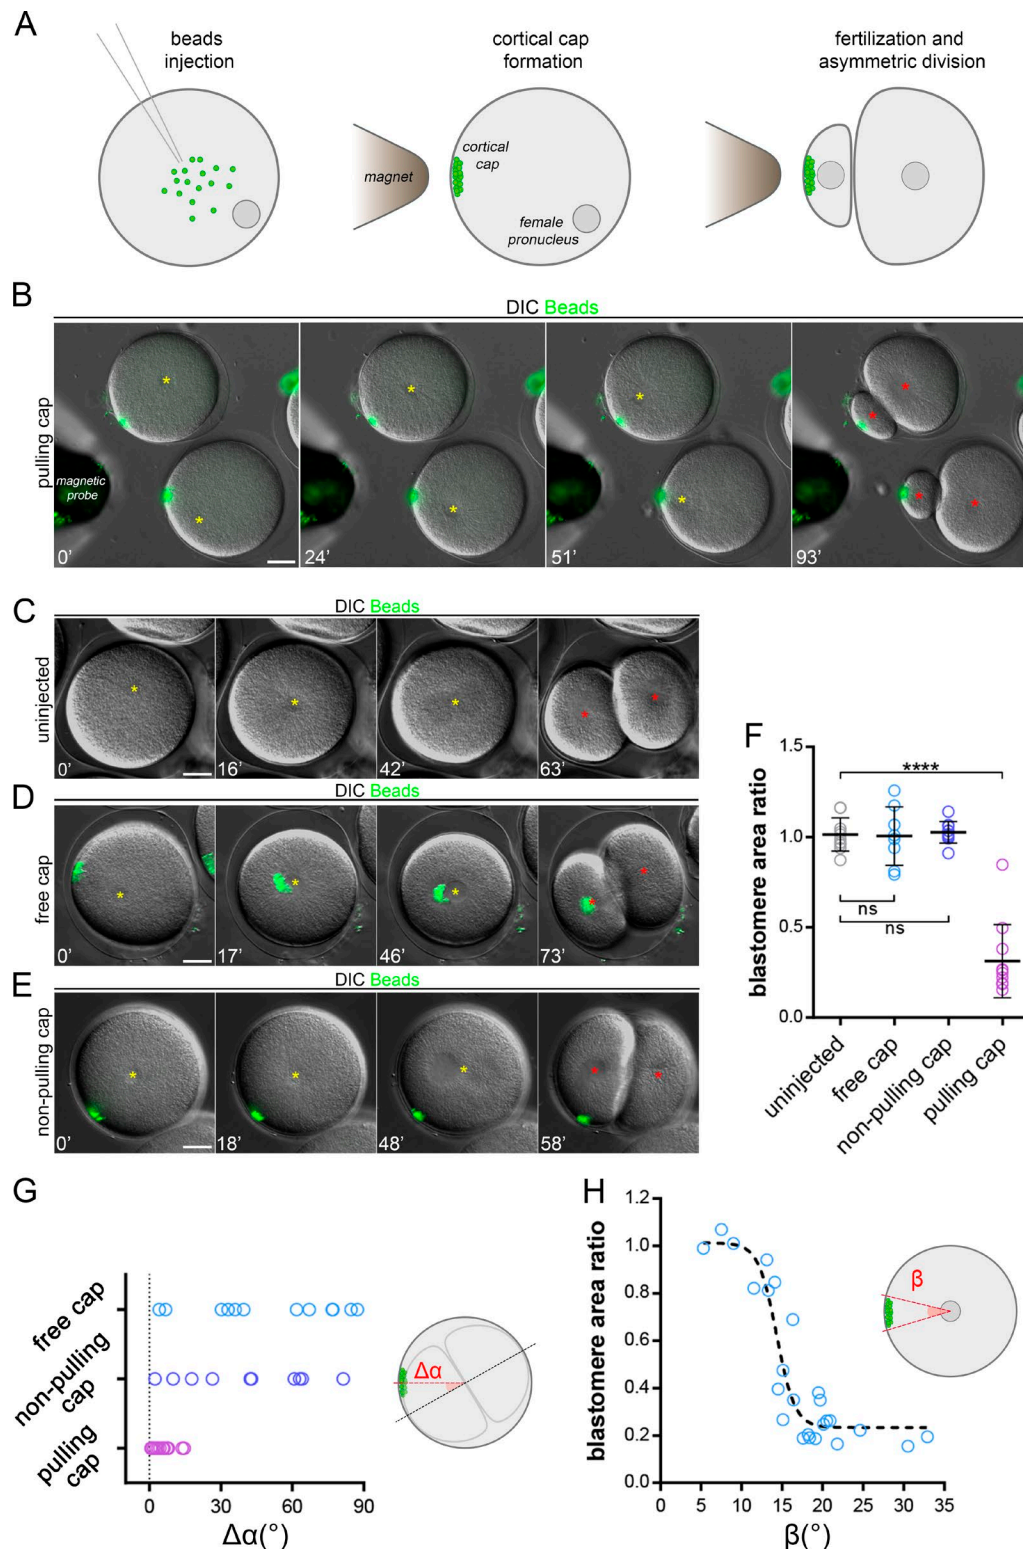 A
beads
injection
cortical cap
formation
fertilization and
asymmetric division
magnet
cortical
cap
female
pronucleus
B
DIC Beads
pulling cap
magnetic
probe
0’
24’
51’
93’
C
DIC Beads
uninjected
0’
16’
42’
63’
D
DIC Beads
free cap
0’
17’
46’
73’
E
DIC Beads
non-pulling cap
0’
18’
48’
58’
F
blastomere area ratio
1.5
1.0
0.5
0.0
****
ns
ns
uninjected
free cap
non-pulling cap
pulling cap
G
free cap
non-pulling
cap
pulling
cap
0
30
60
90
Δα(°)
Δα
H
blastomere area ratio
1.2
1.0
0.8
0.6
0.4
0.2
0.0
0
5
10
15
20
25
30
35
β(°)
β